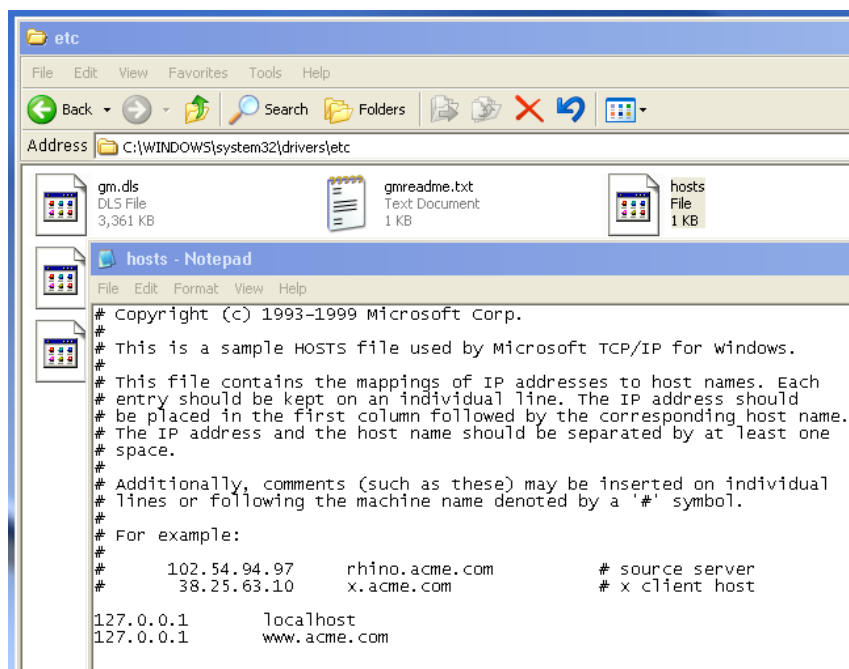 etc
File Edit View Favorites Tools Help
Back Search Folders
Address C:\WINDOWS\system32\drivers\etc
gm.dls
DLS File
3,361 KB
gmreadme.txt
Text Document
1 KB
hosts
File
1 KB
hosts - Notepad
File Edit Format View Help
# Copyright (c) 1993-1999 Microsoft Corp.
#
# This is a sample HOSTS file used by Microsoft TCP/IP for Windows.
#
# This file contains the mappings of IP addresses to host names. Each
# entry should be kept on an individual line. The IP address should
# be placed in the first column followed by the corresponding host name.
# The IP address and the host name should be separated by at least one
# space.
#
# Additionally, comments (such as these) may be inserted on individual
# lines or following the machine name denoted by a '#' symbol.
#
# For example:
#
# 102.54.94.97 rhino.acme.com # source server
# 38.25.63.10 x.acme.com # x client host
127.0.0.1 localhost
127.0.0.1 www.acme.com